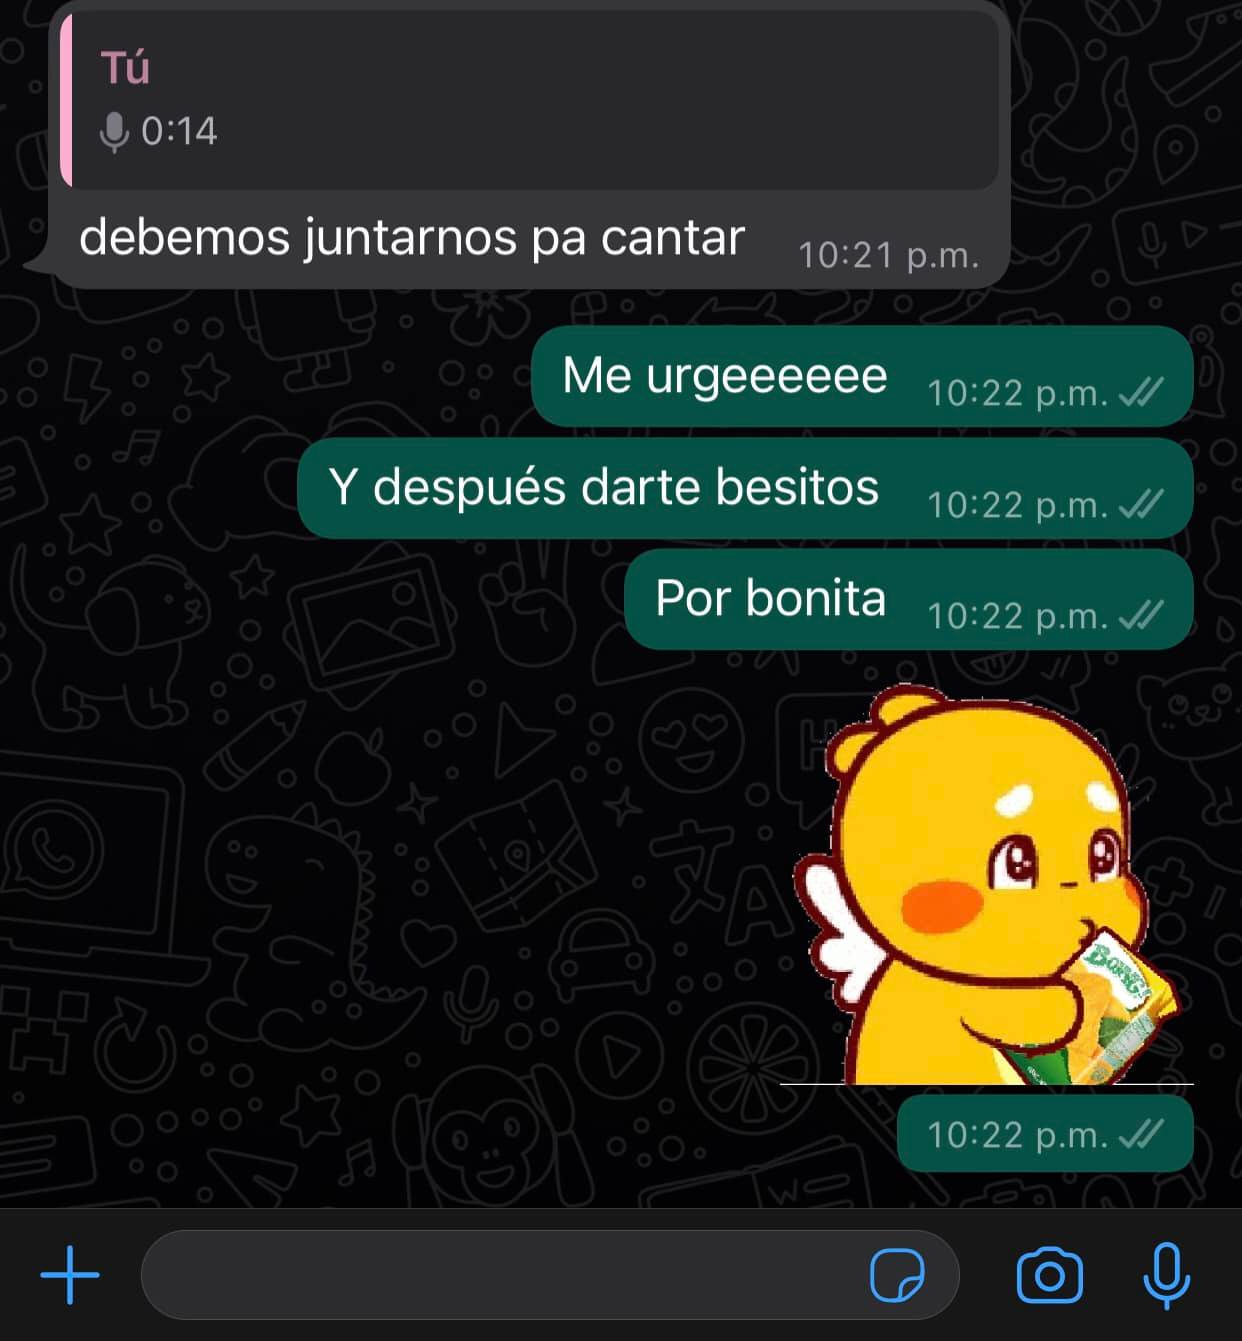 Tú
0:14
debemos juntarnos pa cantar
10:21 p.m.
Me urgeeeeee
10:22 p.m.
Y después darte besitos
10:22 p.m.
Por bonita
10:22 p.m.
10:22 p.m.